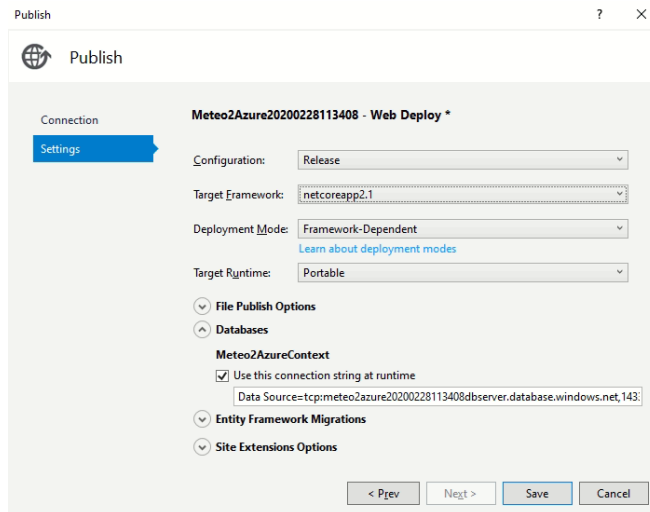 Publish ? ×
Publish
Connection
Settings
Meteo2Azure20200228113408 - Web Deploy *
Configuration: Release
Target Framework: netcoreapp2.1
Deployment Mode: Framework-Dependent
Learn about deployment modes
Target Runtime: Portable
File Publish Options
Databases
Meteo2AzureContext
Use this connection string at runtime
Data Source=tcp:meteo2azure20200228113408dbserver.database.windows.net,143
Entity Framework Migrations
Site Extensions Options
< Prev Next > Save Cancel